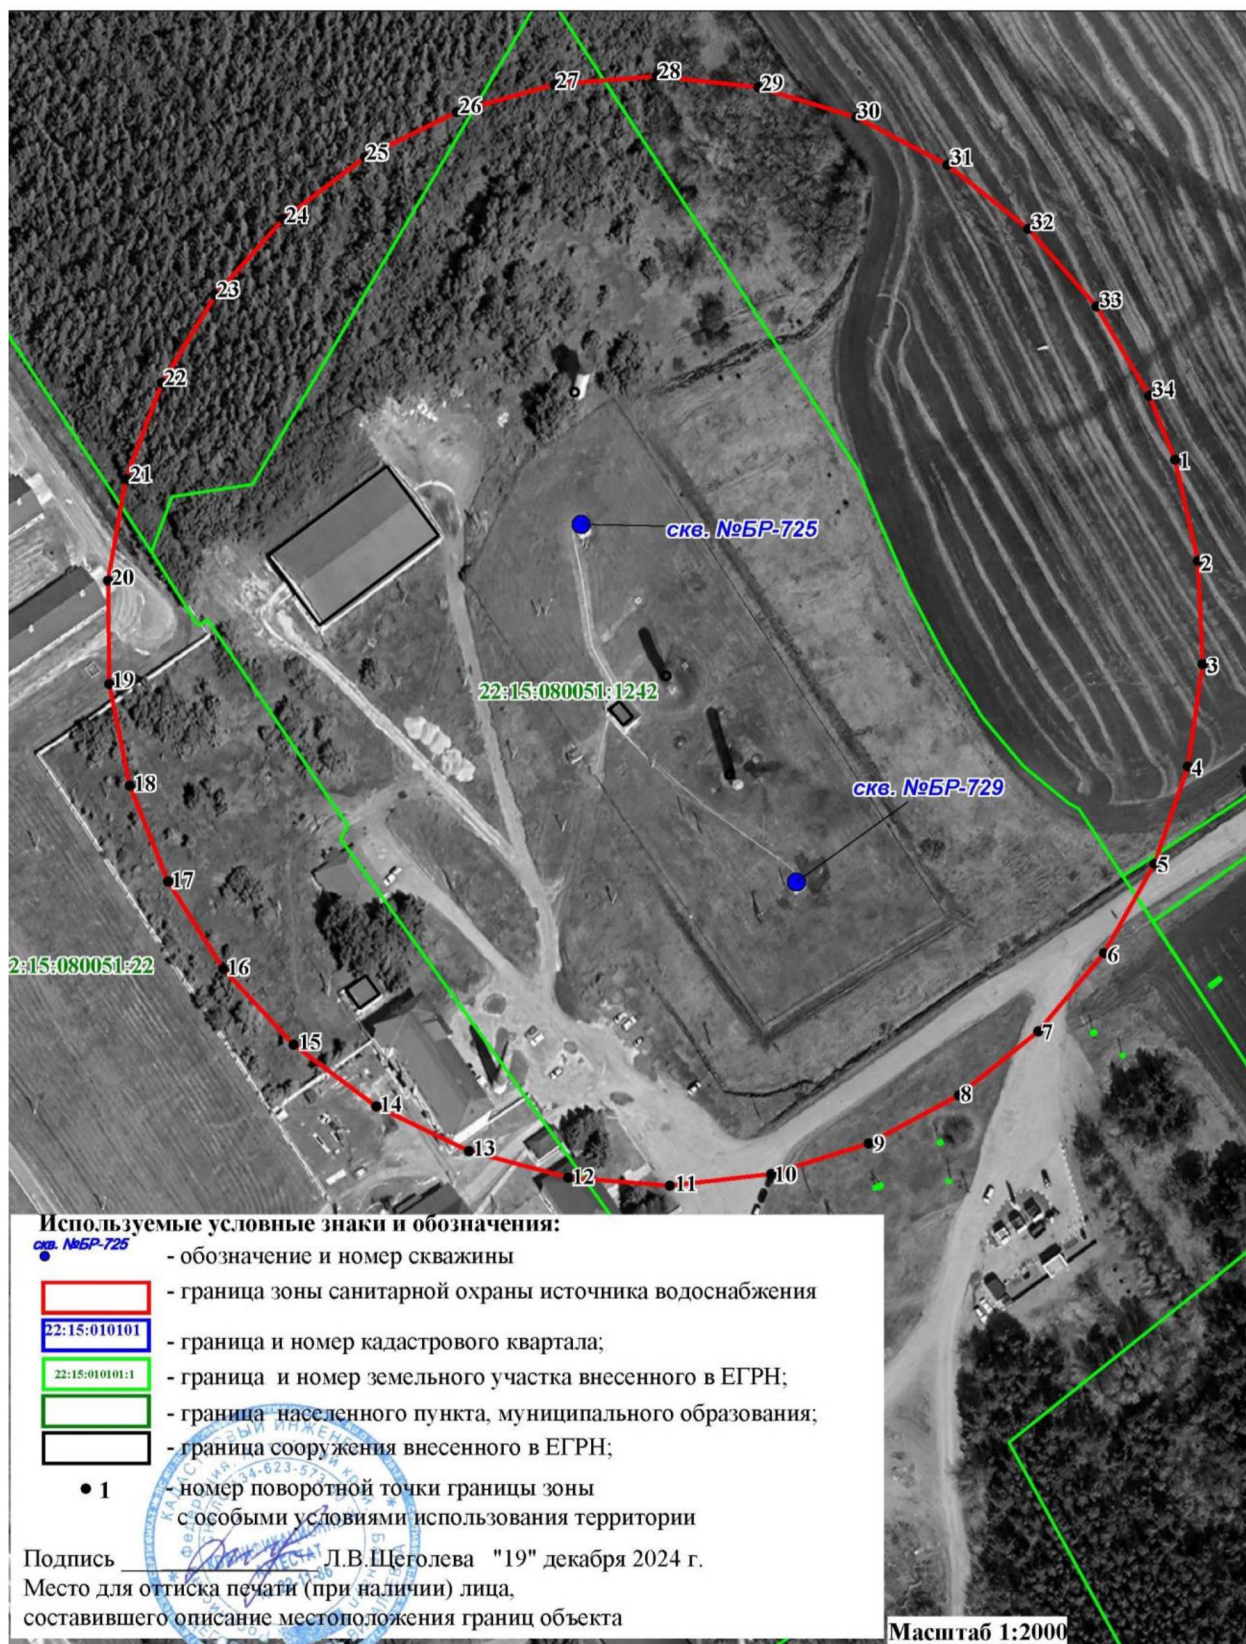 28
27
29
26
30
25
31
24
32
23
33
22
34
21
1
скв. №БР-725
2
20
3
19
22:15:080051:1242
4
18
скв. №БР-729
5
17
6
16
2:15:080051:22
7
15
8
14
9
13
10
12
11
Используемые условные знаки и обозначения:
скв. №БР-725
- обозначение и номер скважины
- граница зоны санитарной охраны источника водоснабжения
22:15:010101
- граница и номер кадастрового квартала;
22:15:010101:1
- граница и номер земельного участка внесенного в ЕГРН;
- граница населенного пункта, муниципального образования;
- граница сооружения внесенного в ЕГРН;
1
- номер поворотной точки границы зоны
с особыми условиями использования территории
Подпись Л.В.Щеголева "19" декабря 2024 г.
Место для оттиска печати (при наличии) лица,
составившего описание местоположения границ объекта
Масштаб 1:2000